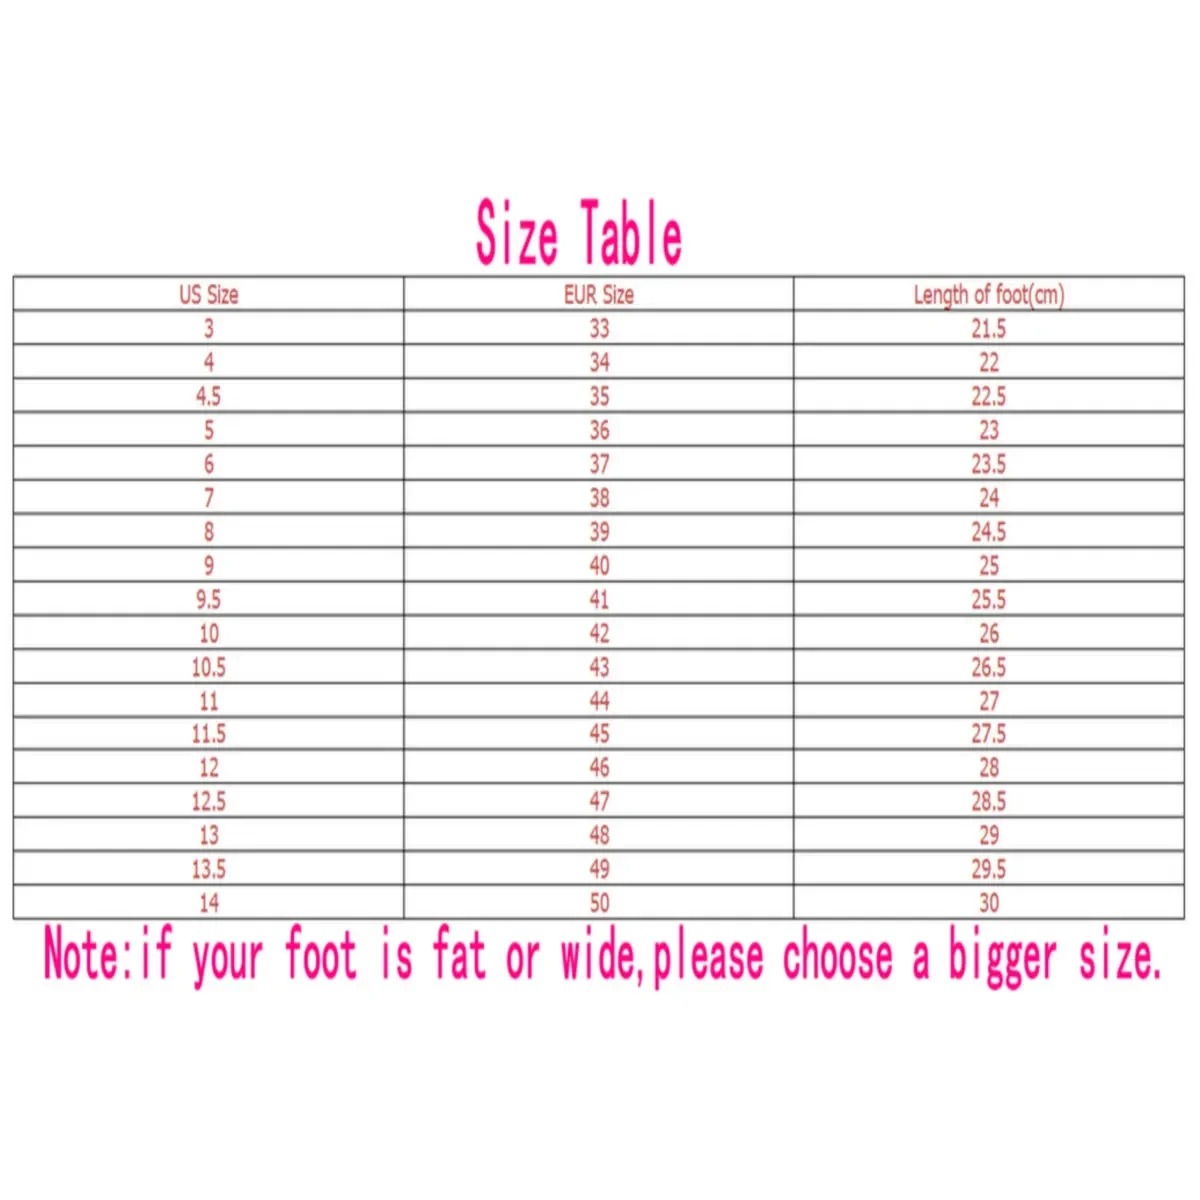 Size Table
US Size EUR Size Length of foot(cm)
3 33 21.5
4 34 22
4.5 35 22.5
5 36 23
6 37 23.5
7 38 24
8 39 24.5
9 40 25
9.5 41 25.5
10 42 26
10.5 43 26.5
11 44 27
11.5 45 27.5
12 46 28
12.5 47 28.5
13 48 29
13.5 49 29.5
14 50 30
Note:if your foot is fat or wide,please choose a bigger size.